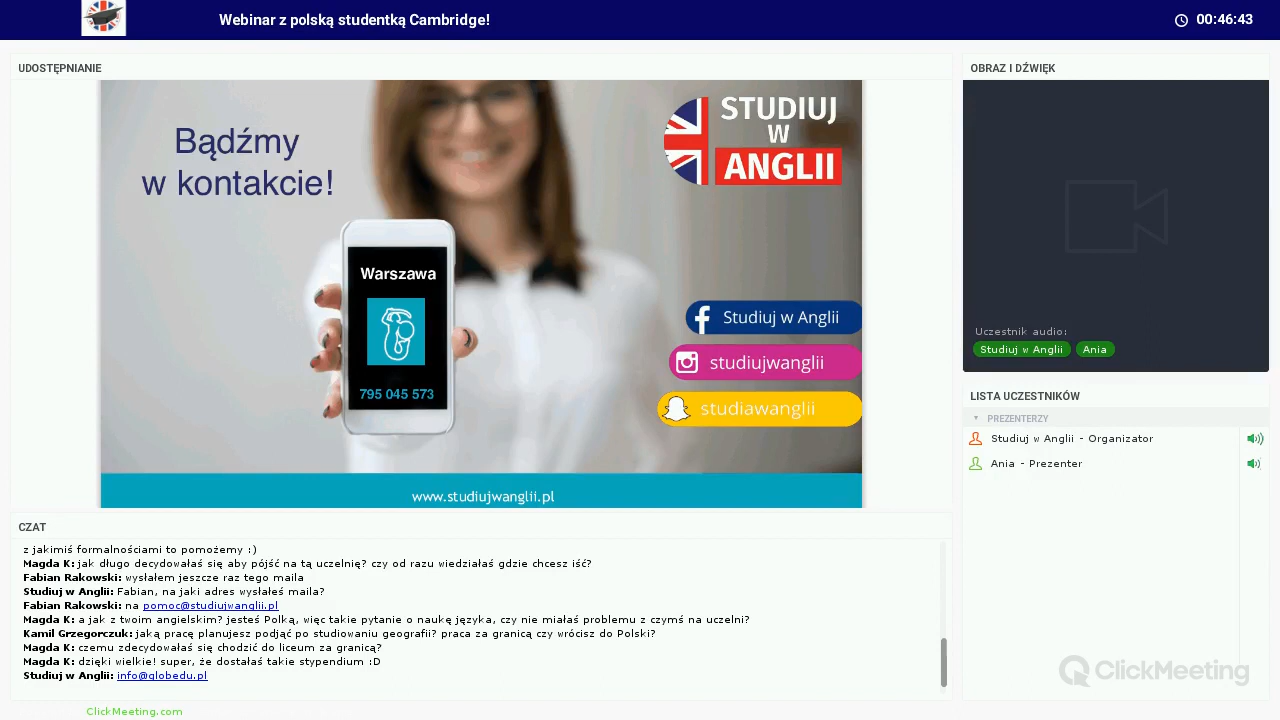 Webinar z polską studentką Cambridge!
00:46:43
UDOSTĘPNIANIE
Bądźmy
w kontakcie!
STUDIUJ
W
ANGLII
Warszawa
795 045 573
Studiuj w Anglii
studiujwanglii
studiawanglii
www.studiujwanglii.pl
OBRAZ I DŹWIĘK
Uczestnik audio:
Studiuj w Anglii
Ania
LISTA UCZESTNIKÓW
PREZENTERZY
Studiuj w Anglii - Organizator
Ania - Prezenter
CZAT
z jakimiś formalnościami to pomożemy :)
Magda K: jak długo decydowałaś się aby pójść na tą uczelnię? czy od razu wiedziałaś gdzie chcesz iść?
Fabian Rakowski: wysłałem jeszcze raz tego maila
Studiuj w Anglii: Fabian, na jaki adres wysłałeś maila?
Fabian Rakowski: na pomoc@studiujwanglii.pl
Magda K: a jak z twoim angielskim? jesteś Polką, więc takie pytanie o naukę języka, czy nie miałaś problemu z czymś na uczelni?
Kamil Grzegorczuk: jaką pracę planujesz podjąć po studiowaniu geografii? praca za granicą czy wrócisz do Polski?
Magda K: czemu zdecydowałaś się chodzić do liceum za granicą?
Magda K: dzięki wielkie! super, że dostałaś takie stypendium :D
Studiuj w Anglii: info@globedu.pl
ClickMeeting
ClickMeeting.com